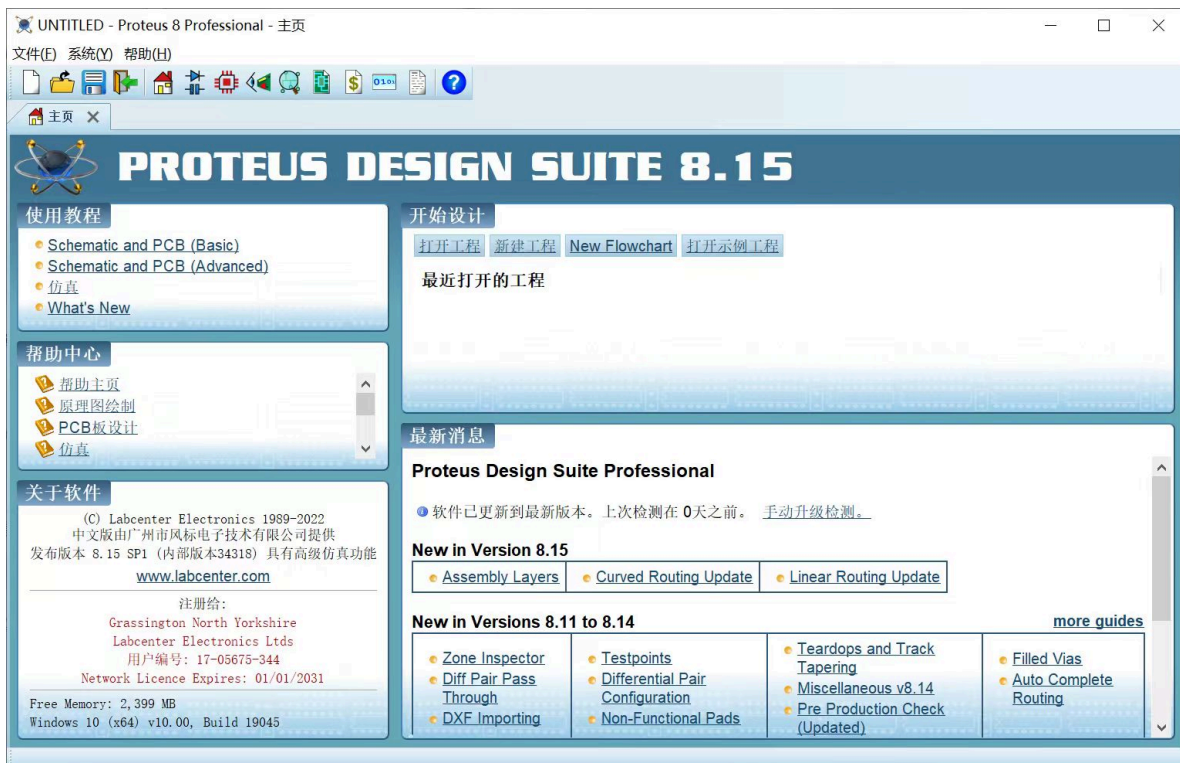 UNTITLED - Proteus 8 Professional - 主页
文件(F) 系统(Y) 帮助(H)
主页
PROTEUS DESIGN SUITE 8.15
使用教程
Schematic and PCB (Basic)
Schematic and PCB (Advanced)
仿真
What's New
帮助中心
帮助主页
原理图绘制
PCB板设计
仿真
关于软件
(C) Labcenter Electronics 1989-2022
中文版由广州市风标电子技术有限公司提供
发布版本 8.15 SP1 (内部版本34318) 具有高级仿真功能
www.labcenter.com
注册给:
Grassington North Yorkshire
Labcenter Electronics Ltds
用户编号: 17-05675-344
Network Licence Expires: 01/01/2031
Free Memory: 2,399 MB
Windows 10 (x64) v10.00, Build 19045
开始设计
打开工程 新建工程 New Flowchart 打开示例工程
最近打开的工程
最新消息
Proteus Design Suite Professional
软件已更新到最新版本。上次检测在 0天之前。 手动升级检测。
New in Version 8.15
Assembly Layers Curved Routing Update Linear Routing Update
New in Versions 8.11 to 8.14 more guides
Zone Inspector
Diff Pair Pass
Through
DXF Importing
Testpoints
Differential Pair
Configuration
Non-Functional Pads
Teardops and Track
Tapering
Miscellaneous v8.14
Pre Production Check
(Updated)
Filled Vias
Auto Complete
Routing